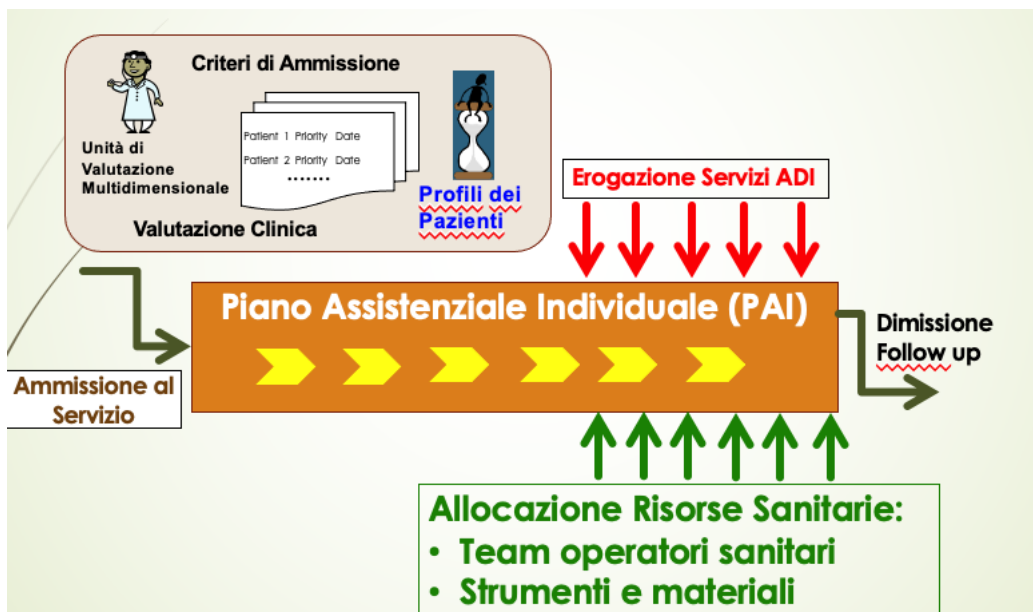 Criteri di Ammissione
Unità di
Valutazione
Multidimensionale
Patient 1 Priority Date
Patient 2 Priority Date
.......
Profili dei
Pazienti
Valutazione Clinica
Erogazione Servizi ADI
Piano Assistenziale Individuale (PAI)
Ammissione al
Servizio
Dimissione
Follow up
Allocazione Risorse Sanitarie:
• Team operatori sanitari
• Strumenti e materiali